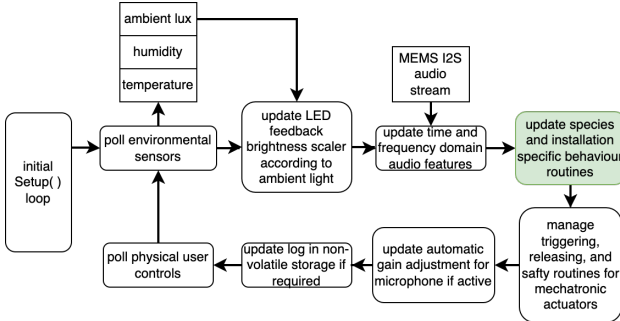 ambient lux
humidity
temperature
MEMS I2S
audio
stream
initial
Setup( )
loop
poll environmental
sensors
update LED
feedback
brightness scaler
according to
ambient light
update time and
frequency domain
audio features
update species
and installation
specific behaviour
routines
manage
triggering,
releasing, and
safty routines for
mechatronic
actuators
update automatic
gain adjustment for
microphone if active
update log in non-
volatile storage if
required
poll physical user
controls